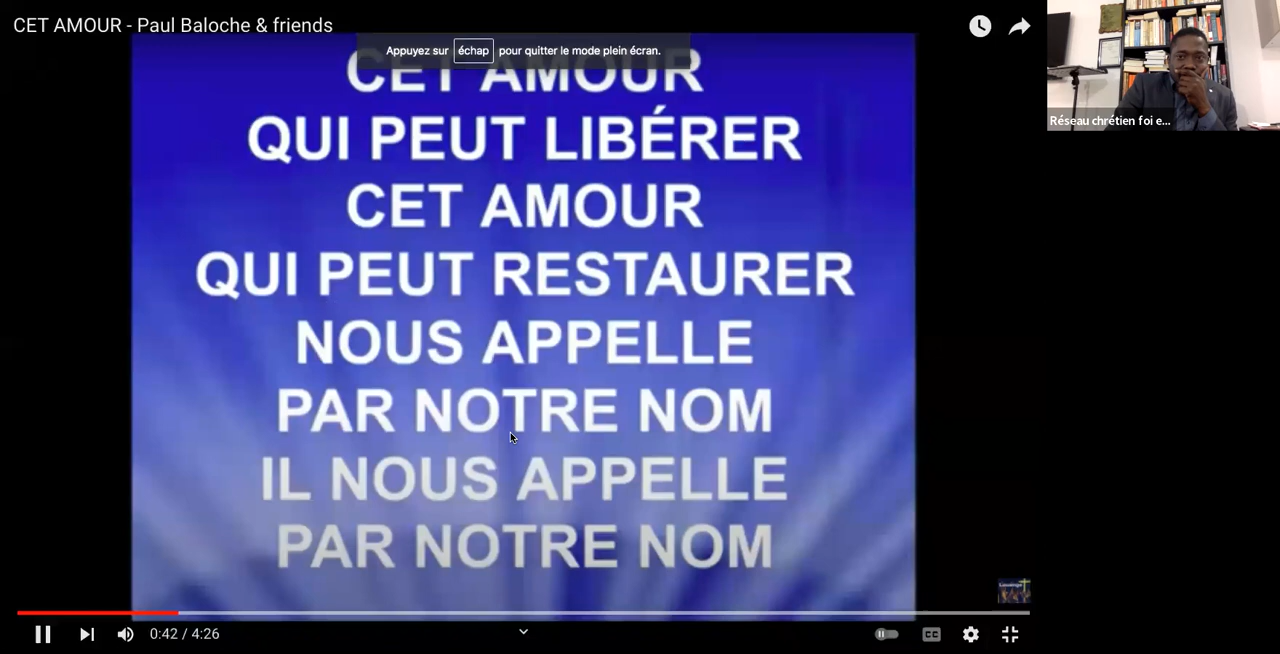 CET AMOUR - Paul Baloche & friends
Appuyez sur échap pour quitter le mode plein écran.
CET AMOUR
QUI PEUT LIBÉRER
CET AMOUR
QUI PEUT RESTAURER
NOUS APPELLE
PAR NOTRE NOM
IL NOUS APPELLE
PAR NOTRE NOM
Réseau chrétien foi e...
0:42 / 4:26
CC